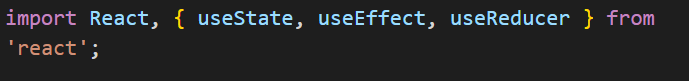 import React, { useState, useEffect, useReducer } from
'react';